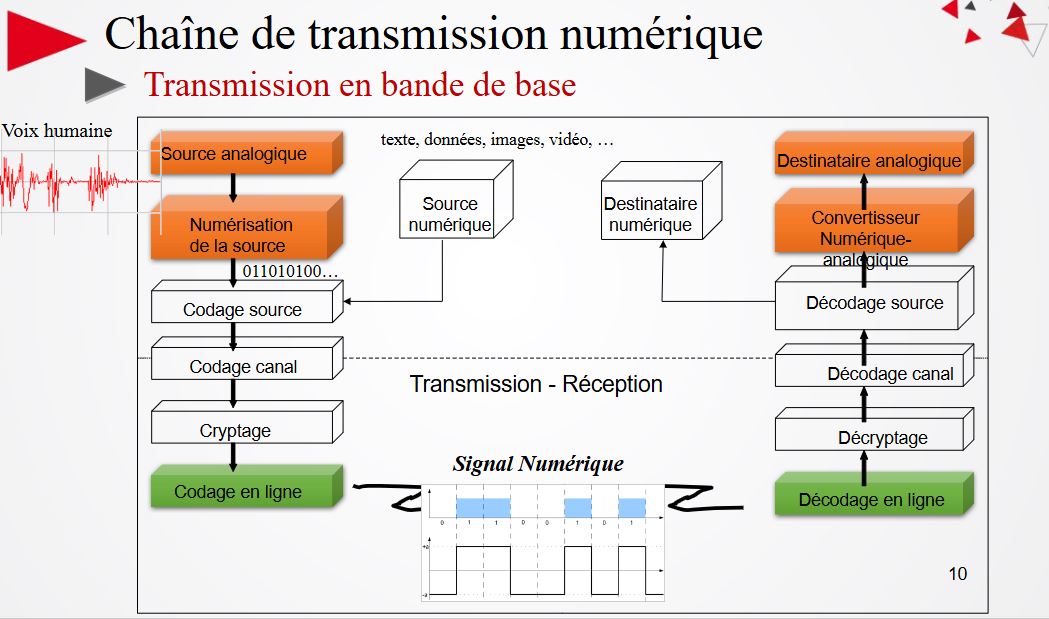 Chaîne de transmission numérique
Transmission en bande de base
Voix humaine
Source analogique
Numérisation
de la source
011010100…
Codage source
Codage canal
Cryptage
Codage en ligne
texte, données, images, vidéo, …
Source
numérique
Destinataire
numérique
Transmission - Réception
Signal Numérique
0 1 1 0 0 1 0 1
+a
-a
Destinataire analogique
Convertisseur
Numérique-
analogique
Décodage source
Décodage canal
Décryptage
Décodage en ligne
10